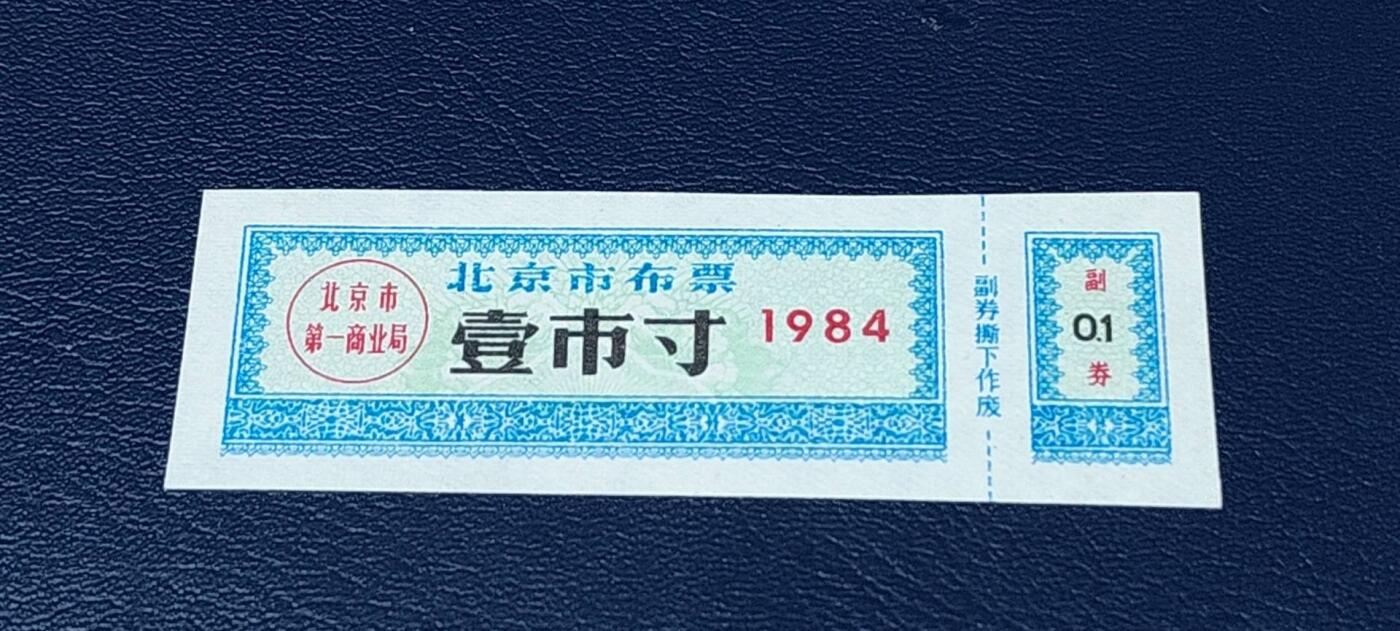 北京市
第一商业局
北京市布票
壹市寸
1984
副券撕下作废
副
0.1
券